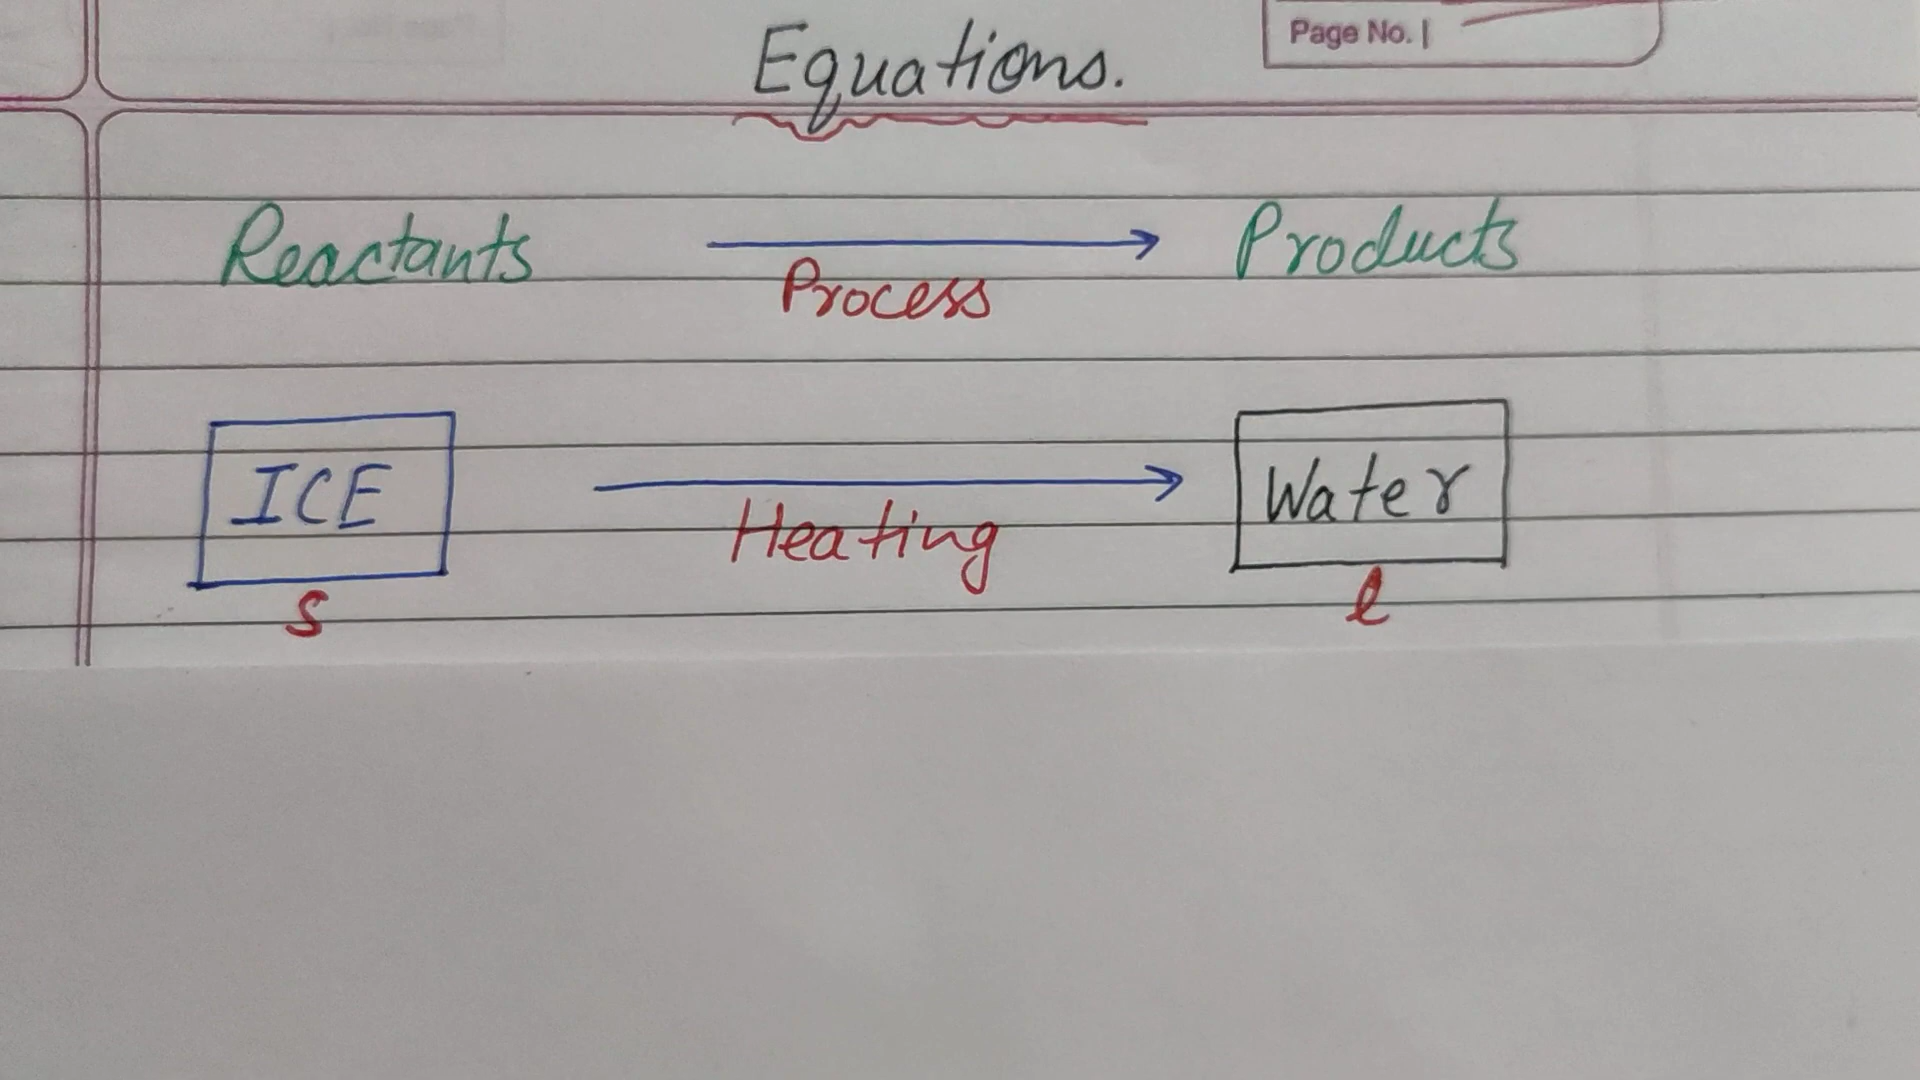 Page No. |
Equations.
Reactants Products
Process
ICE Water
Heating
s l